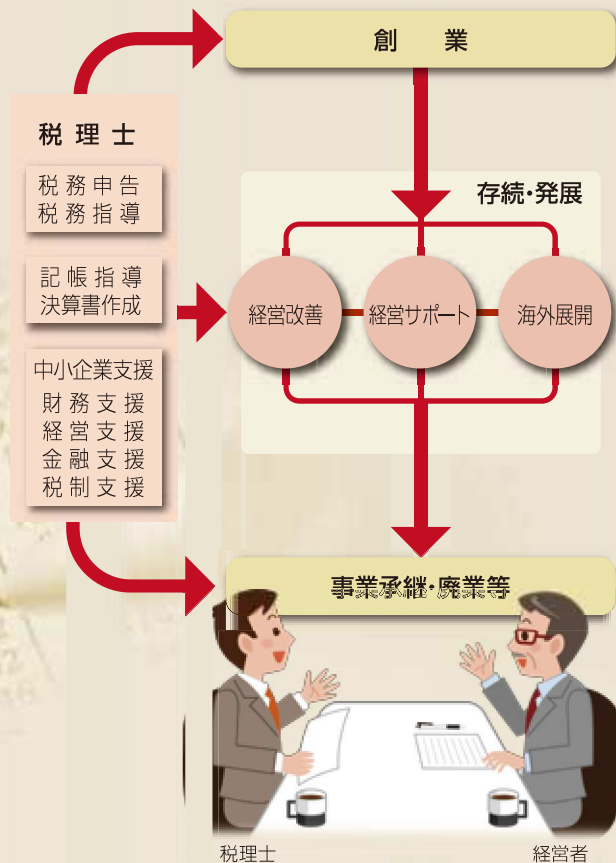 創業
税理士
税務申告
税務指導
記帳指導
決算書作成
中小企業支援
財務支援
経営支援
金融支援
税制支援
存続・発展
経営改善
経営サポート
海外展開
事業承継・廃業等
税理士
経営者